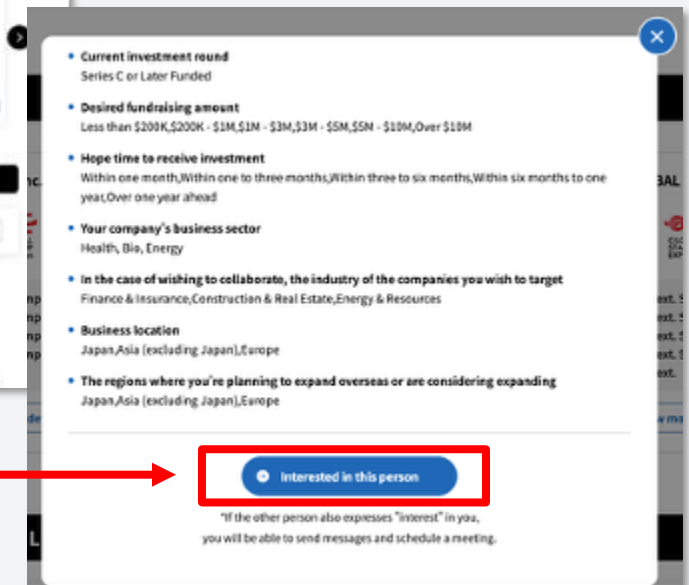 Current investment round
Series C or Later Funded
Desired fundraising amount
Less than $200K,$200K - $1M,$1M - $3M,$3M - $5M,$5M - $10M,Over $10M
Hope time to receive investment
Within one month,Within one to three months,Within three to six months,Within six months to one
year,Over one year ahead
Your company's business sector
Health, Bio, Energy
In the case of wishing to collaborate, the industry of the companies you wish to target
Finance & Insurance,Construction & Real Estate,Energy & Resources
Business location
Japan,Asia (excluding Japan),Europe
The regions where you're planning to expand overseas or are considering expanding
Japan,Asia (excluding Japan),Europe
Interested in this person
*If the other person also expresses "interest" in you,
you will be able to send messages and schedule a meeting.